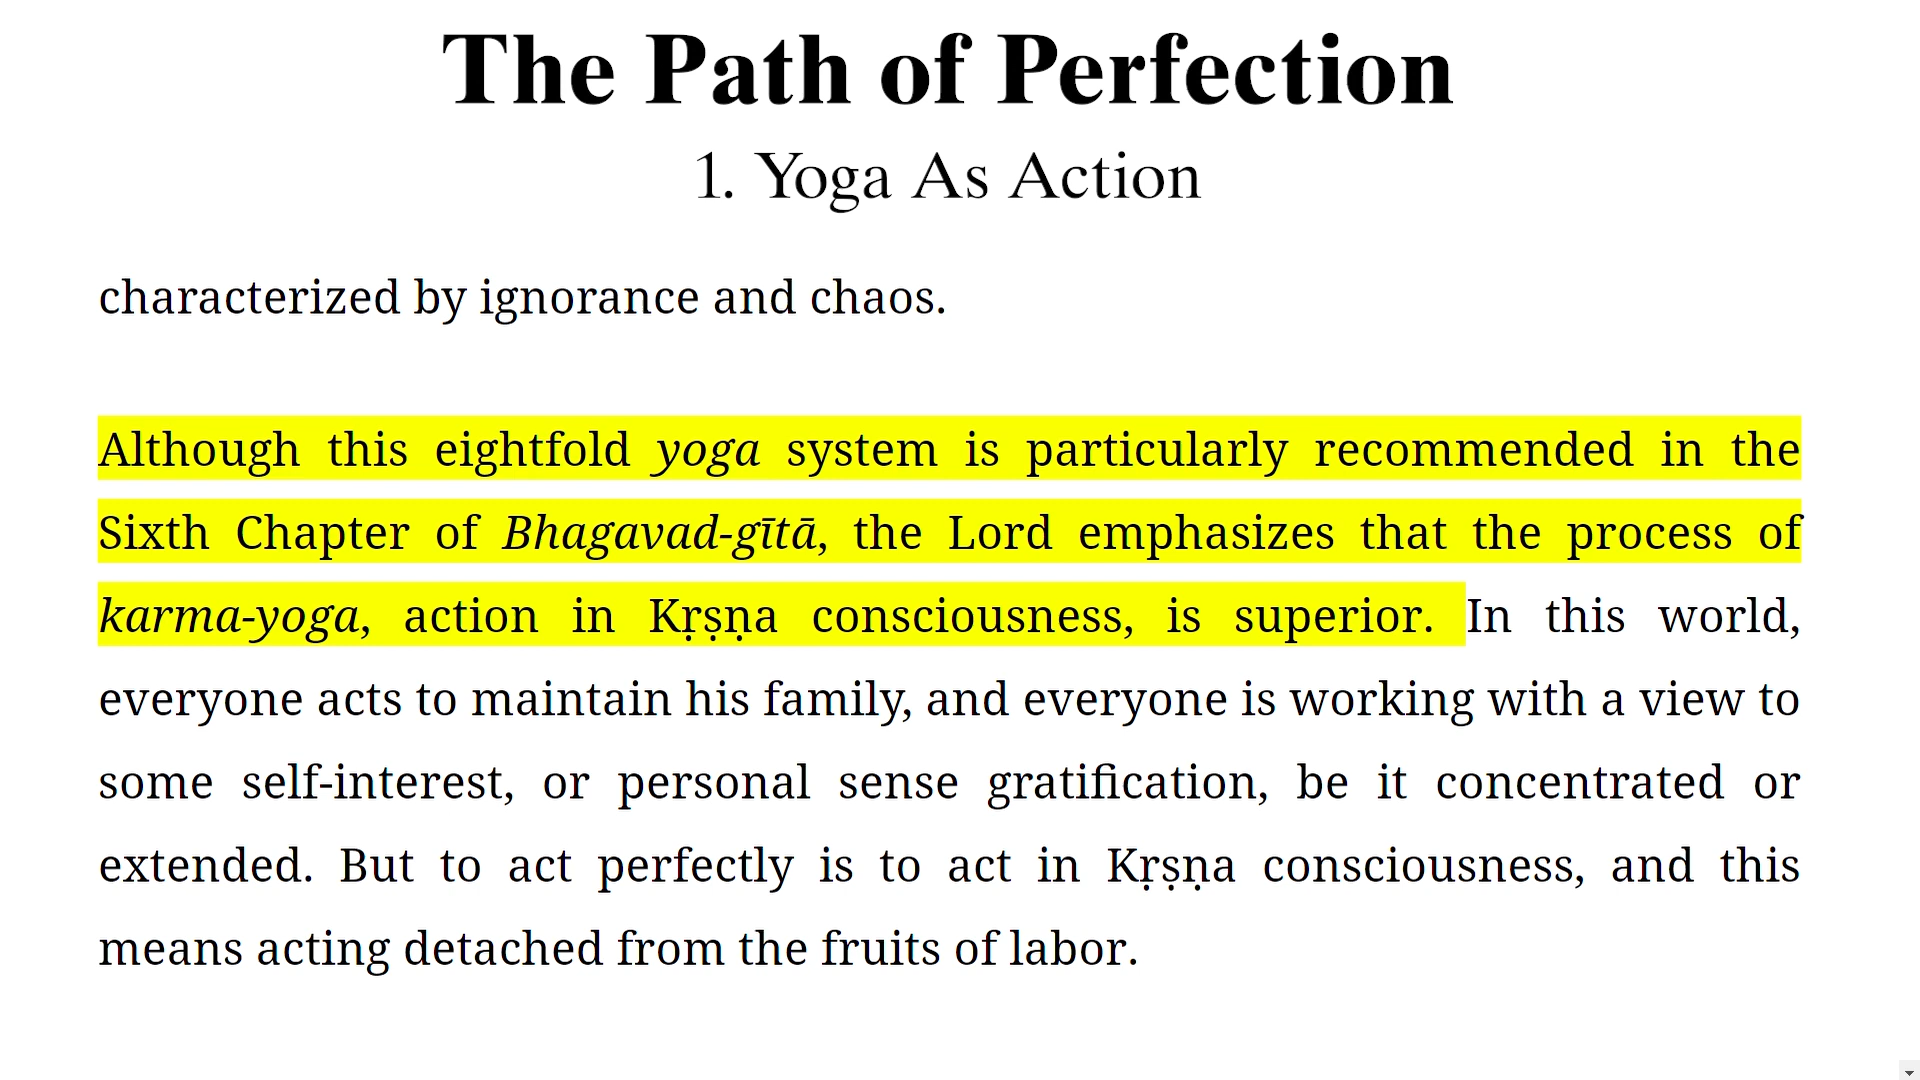 The Path of Perfection
1. Yoga As Action
characterized by ignorance and chaos.
Although this eightfold yoga system is particularly recommended in the
Sixth Chapter of Bhagavad-gītā, the Lord emphasizes that the process of
karma-yoga, action in Kṛṣṇa consciousness, is superior. In this world,
everyone acts to maintain his family, and everyone is working with a view to
some self-interest, or personal sense gratification, be it concentrated or
extended. But to act perfectly is to act in Kṛṣṇa consciousness, and this
means acting detached from the fruits of labor.